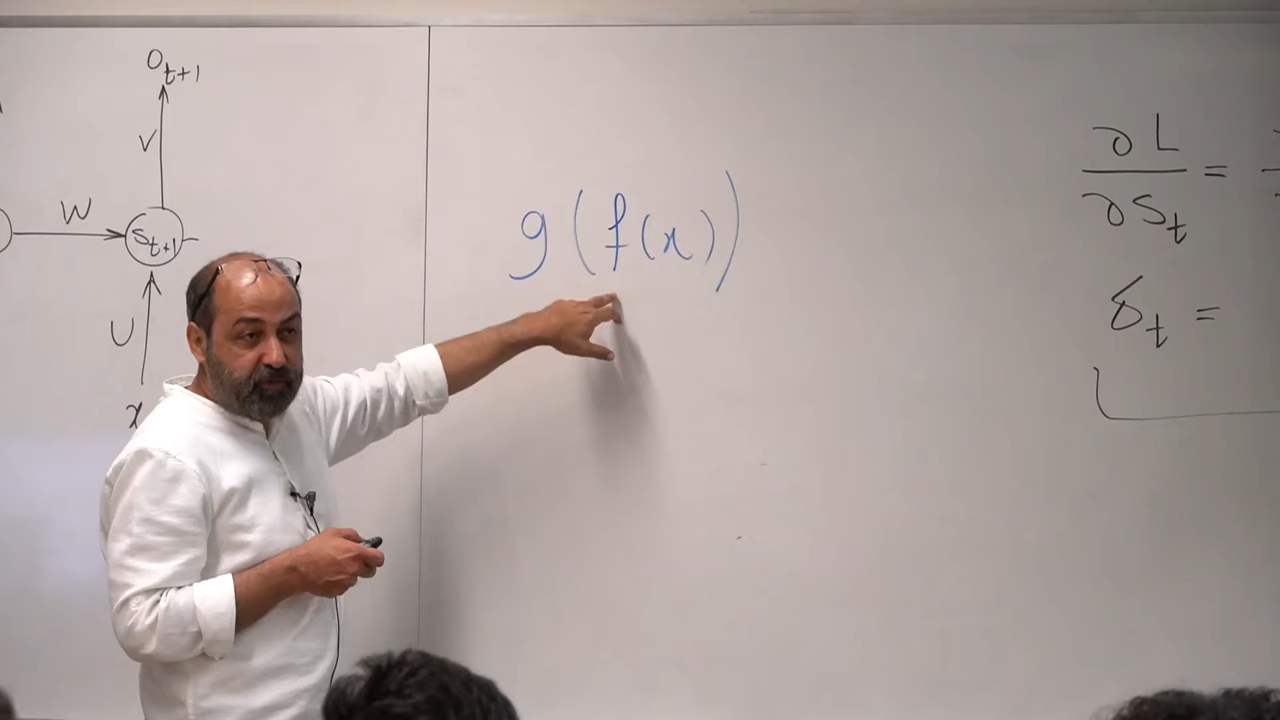 o_{t+1}
V
W
s_{t+1}
U
x
g(f(x))
∂L
∂s_t
=
δ_t =